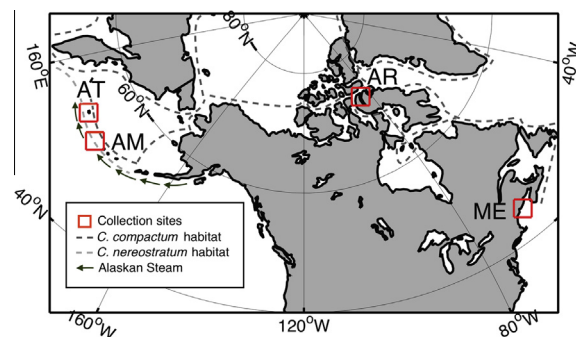 80°N
160°E
40°W
AT
AR
60°N
AM
ME
40°N
Collection sites
C. compactum habitat
C. nereostratum habitat
Alaskan Steam
160°W
120°W
80°W